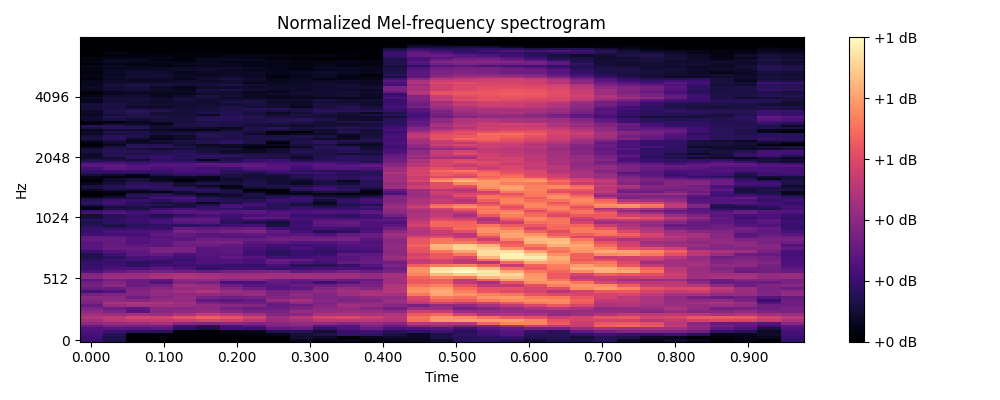 Normalized Mel-frequency spectrogram
Hz
4096
2048
1024
512
0
0.000 0.100 0.200 0.300 0.400 0.500 0.600 0.700 0.800 0.900
Time
+1 dB
+1 dB
+1 dB
+0 dB
+0 dB
+0 dB